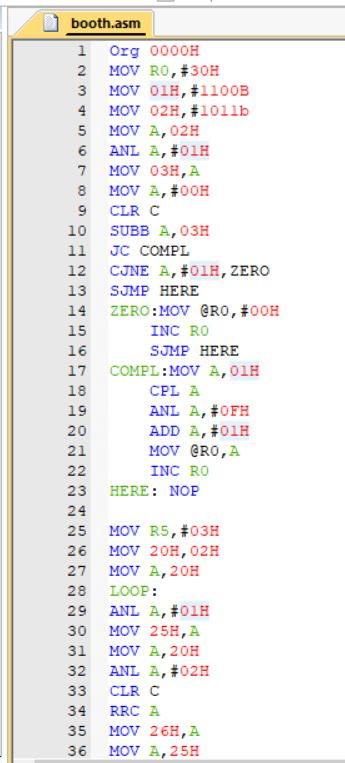 booth.asm
1 Org 0000H
2 MOV R0,#30H
3 MOV 01H,#1100B
4 MOV 02H,#1011b
5 MOV A,02H
6 ANL A,#01H
7 MOV 03H,A
8 MOV A,#00H
9 CLR C
10 SUBB A,03H
11 JC COMPL
12 CJNE A,#01H,ZERO
13 SJMP HERE
14 ZERO:MOV @R0,#00H
15 INC R0
16 SJMP HERE
17 COMPL:MOV A,01H
18 CPL A
19 ANL A,#0FH
20 ADD A,#01H
21 MOV @R0,A
22 INC R0
23 HERE: NOP
24
25 MOV R5,#03H
26 MOV 20H,02H
27 MOV A,20H
28 LOOP:
29 ANL A,#01H
30 MOV 25H,A
31 MOV A,20H
32 ANL A,#02H
33 CLR C
34 RRC A
35 MOV 26H,A
36 MOV A,25H